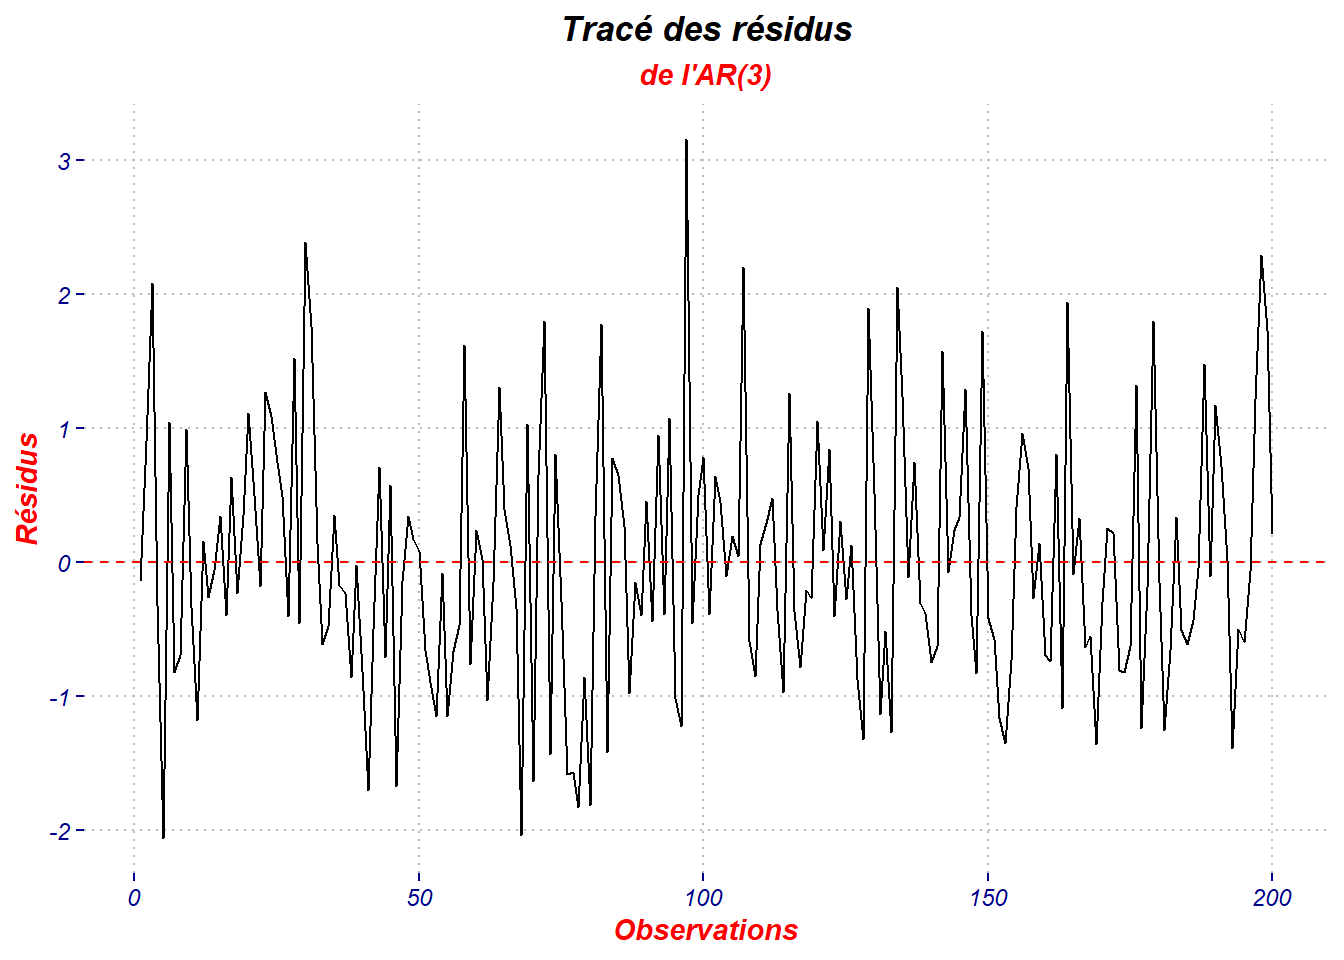 Tracé des résidus
de l'AR(3)
3
2
1
0
-1
-2
Résidus
0
50
100
150
200
Observations